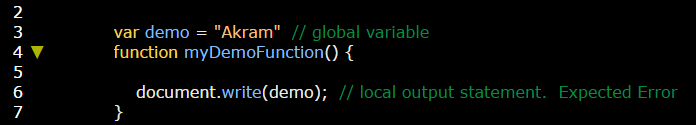 2
3 var demo = "Akram" // global variable
4 function myDemoFunction() {
5
6 document.write(demo); // local output statement. Expected Error
7 }